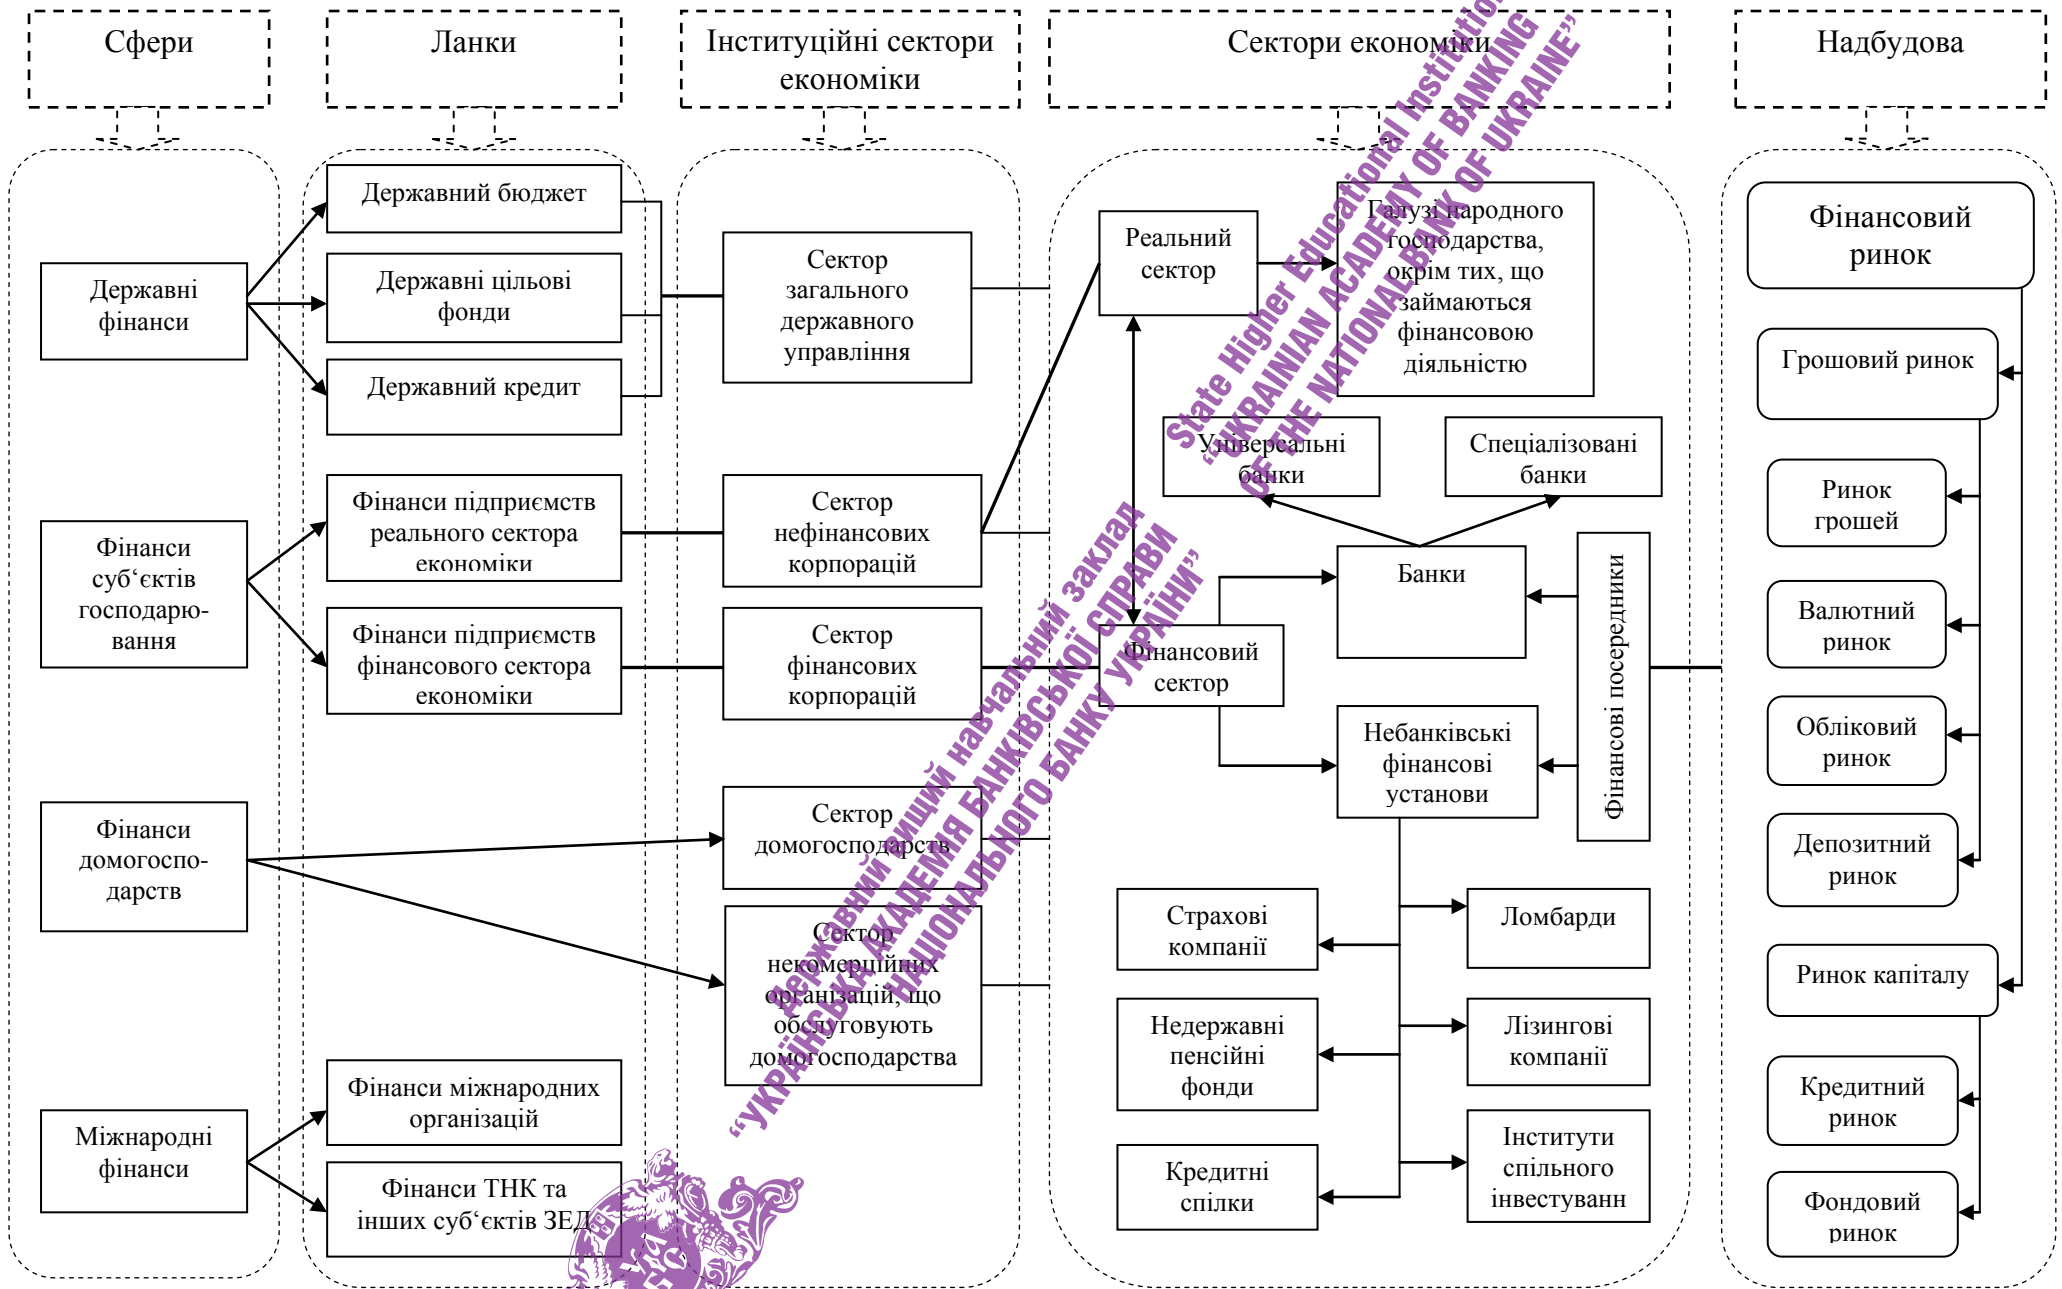 Сфери
Ланки
Інституційні сектори
економіки
Сектори економіки
Надбудова
Державні
фінанси
Фінанси
суб‘єктів
господарю-
вання
Фінанси
домогоспо-
дарств
Міжнародні
фінанси
Державний бюджет
Державні цільові
фонди
Державний кредит
Фінанси підприємств
реального сектора
економіки
Фінанси підприємств
фінансового сектора
економіки
Фінанси міжнародних
організацій
Фінанси ТНК та
інших суб‘єктів ЗЕД
Сектор
загального
державного
управління
Сектор
нефінансових
корпорацій
Сектор
фінансових
корпорацій
Сектор
домогосподарств
Сектор
некомерційних
організацій, що
обслуговують
домогосподарства
Реальний
сектор
Галузі народного
господарства,
окрім тих, що
займаються
фінансовою
діяльністю
Універсальні
банки
Спеціалізовані
банки
Банки
Фінансовий
сектор
Небанківські
фінансові
установи
Фінансові посередники
Страхові
компанії
Ломбарди
Недержавні
пенсійні
фонди
Лізингові
компанії
Кредитні
спілки
Інститути
спільного
інвестуванн
Фінансовий
ринок
Грошовий ринок
Ринок
грошей
Валютний
ринок
Обліковий
ринок
Депозитний
ринок
Ринок капіталу
Кредитний
ринок
Фондовий
ринок
Державний вищий навчальний заклад
“УКРАЇНСЬКА АКАДЕМІЯ БАНКІВСЬКОЇ СПРАВИ
НАЦІОНАЛЬНОГО БАНКУ УКРАЇНИ”
State Higher Educational Institution
“UKRAINIAN ACADEMY OF BANKING
OF THE NATIONAL BANK OF UKRAINE”